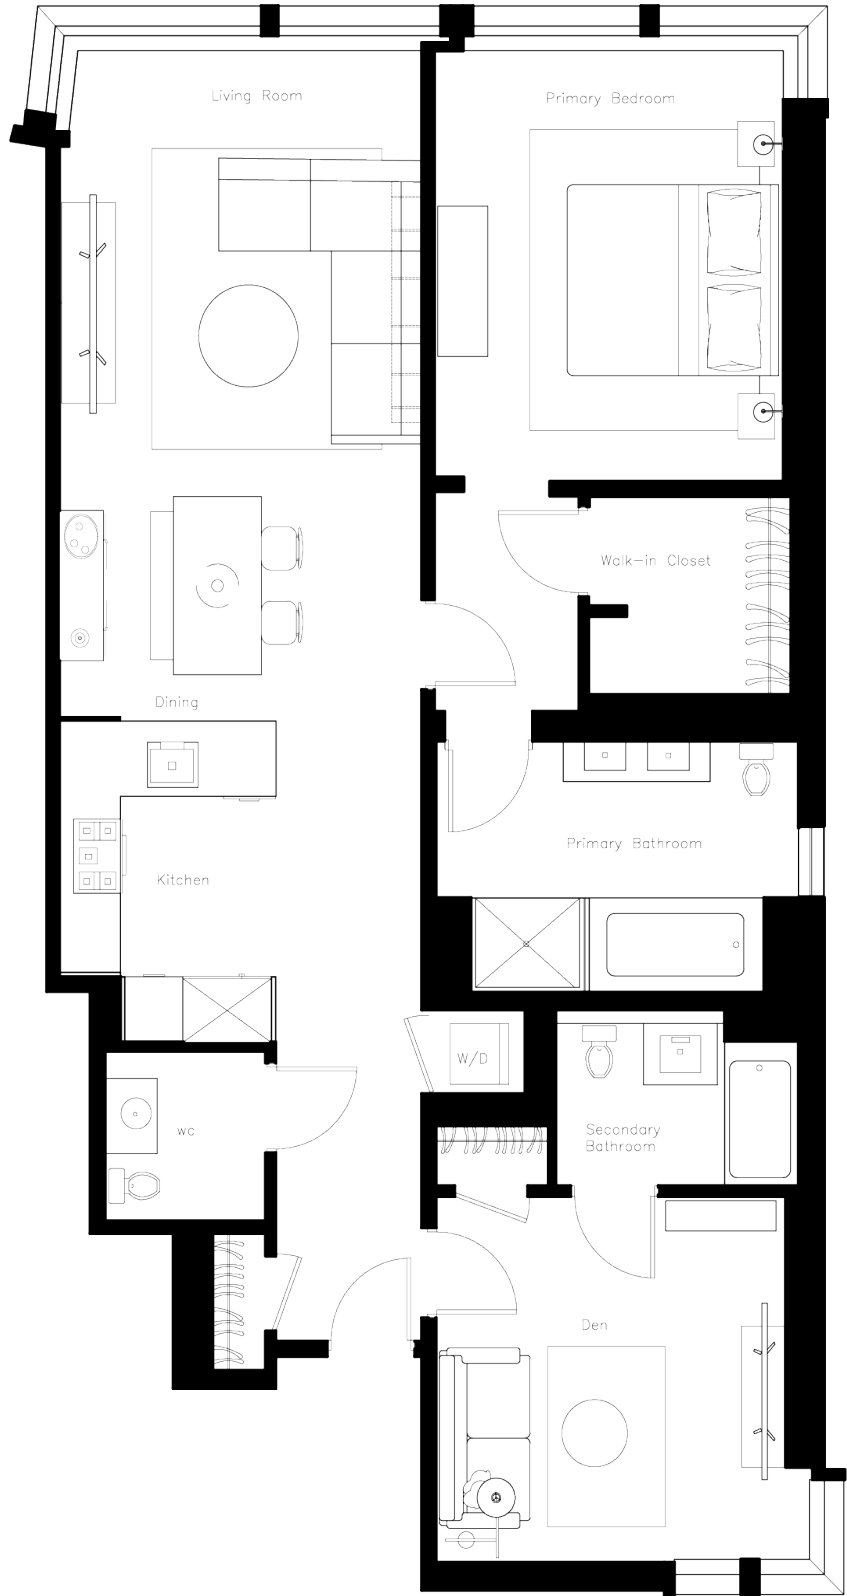 Living Room
Primary Bedroom
Walk-in Closet
Dining
Primary Bathroom
Kitchen
W/D
Secondary
Bathroom
wc
Den